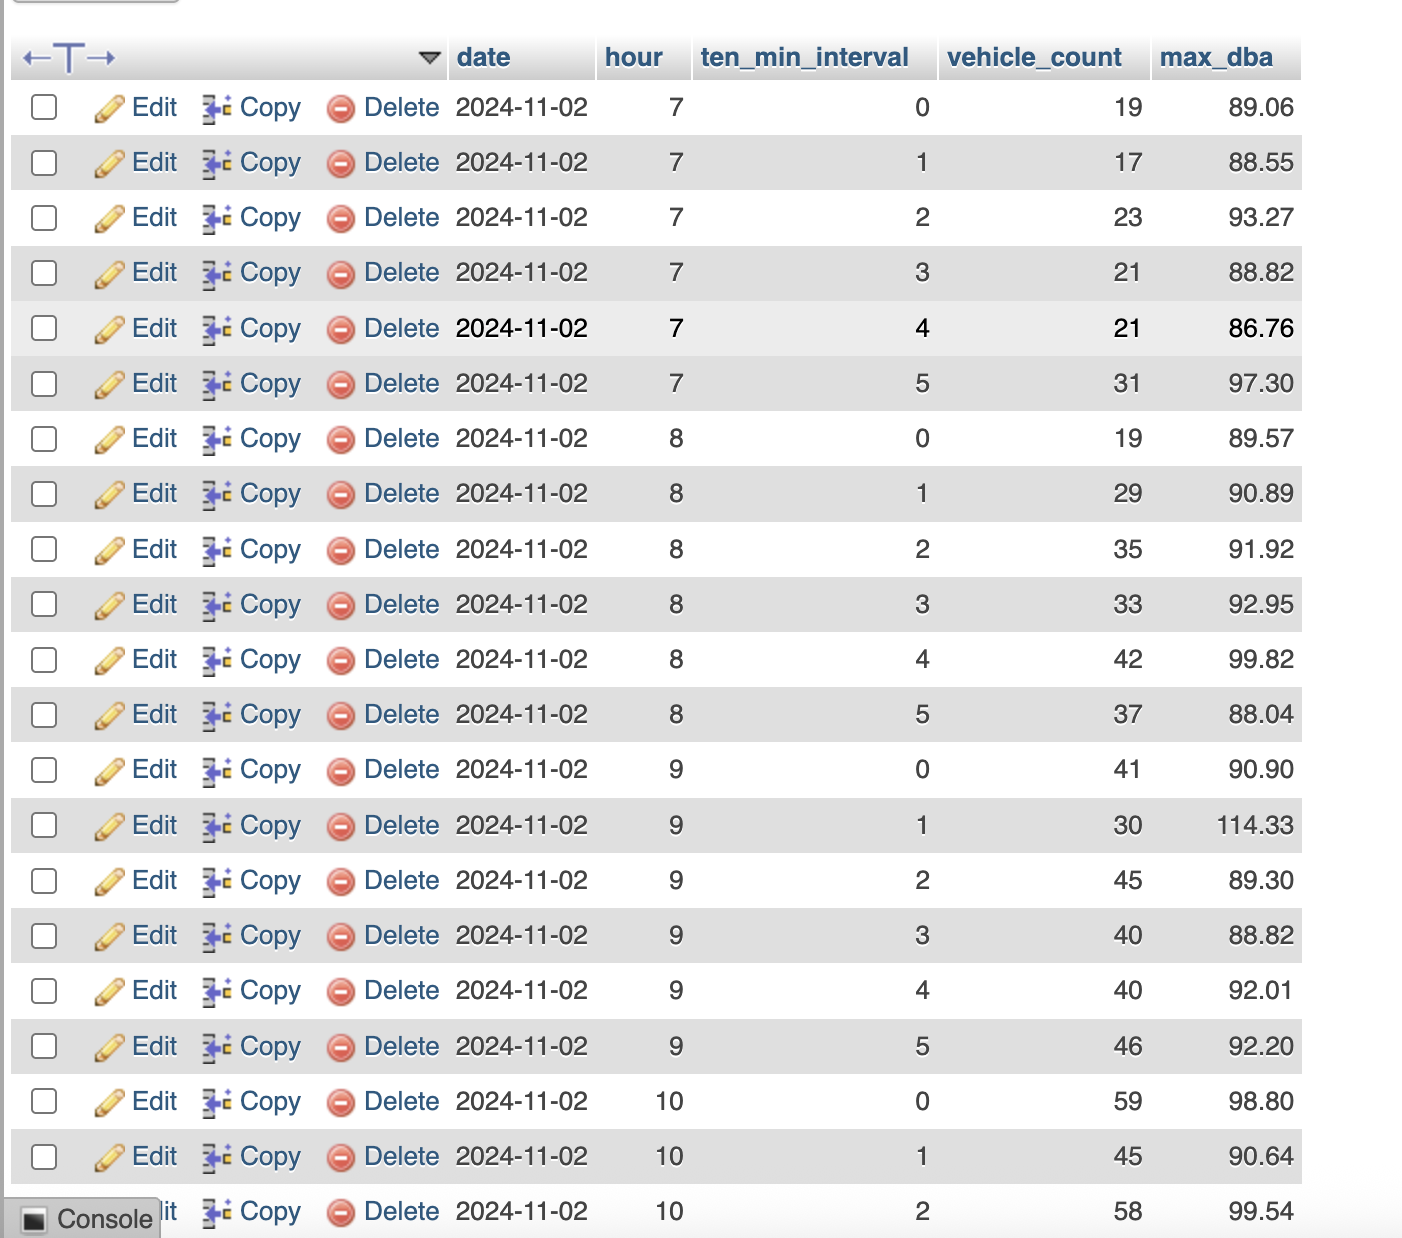 date hour ten_min_interval vehicle_count max_dba
Edit Copy Delete 2024-11-02 7 0 19 89.06
Edit Copy Delete 2024-11-02 7 1 17 88.55
Edit Copy Delete 2024-11-02 7 2 23 93.27
Edit Copy Delete 2024-11-02 7 3 21 88.82
Edit Copy Delete 2024-11-02 7 4 21 86.76
Edit Copy Delete 2024-11-02 7 5 31 97.30
Edit Copy Delete 2024-11-02 8 0 19 89.57
Edit Copy Delete 2024-11-02 8 1 29 90.89
Edit Copy Delete 2024-11-02 8 2 35 91.92
Edit Copy Delete 2024-11-02 8 3 33 92.95
Edit Copy Delete 2024-11-02 8 4 42 99.82
Edit Copy Delete 2024-11-02 8 5 37 88.04
Edit Copy Delete 2024-11-02 9 0 41 90.90
Edit Copy Delete 2024-11-02 9 1 30 114.33
Edit Copy Delete 2024-11-02 9 2 45 89.30
Edit Copy Delete 2024-11-02 9 3 40 88.82
Edit Copy Delete 2024-11-02 9 4 40 92.01
Edit Copy Delete 2024-11-02 9 5 46 92.20
Edit Copy Delete 2024-11-02 10 0 59 98.80
Edit Copy Delete 2024-11-02 10 1 45 90.64
Console lit Copy Delete 2024-11-02 10 2 58 99.54